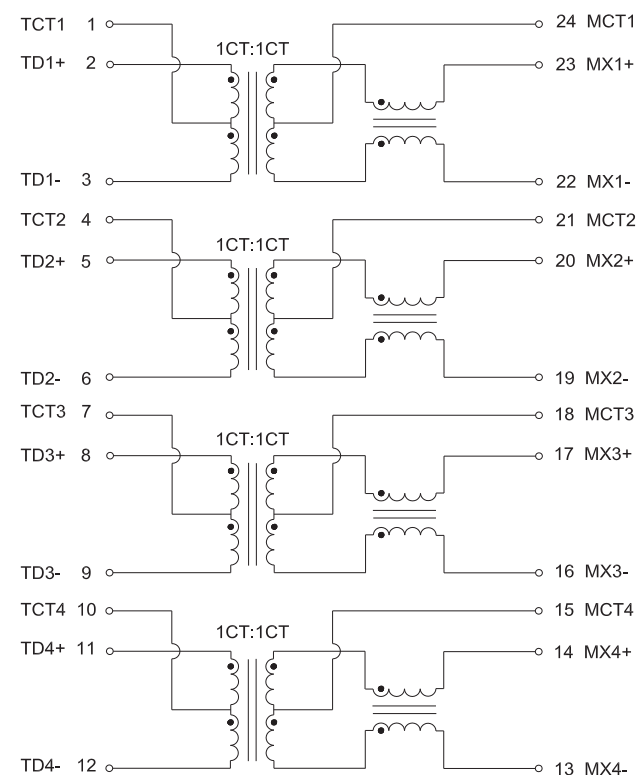 TCT1 1 24 MCT1
1CT:1CT
TD1+ 2 23 MX1+
TD1- 3 22 MX1-
TCT2 4 21 MCT2
1CT:1CT
TD2+ 5 20 MX2+
TD2- 6 19 MX2-
TCT3 7 18 MCT3
1CT:1CT
TD3+ 8 17 MX3+
TD3- 9 16 MX3-
TCT4 10 15 MCT4
1CT:1CT
TD4+ 11 14 MX4+
TD4- 12 13 MX4-